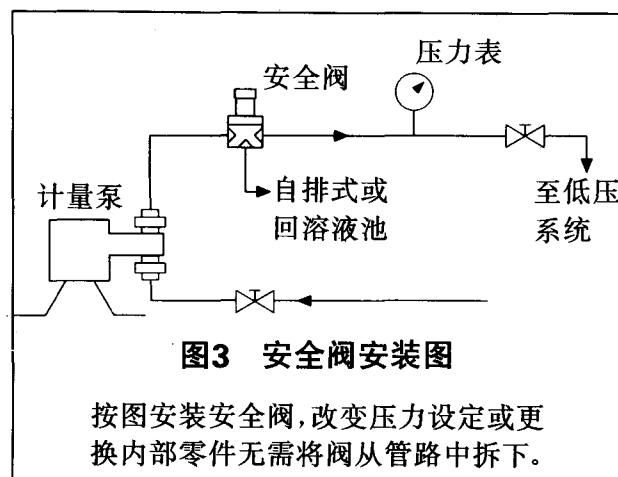 压力表
安全阀
计量泵
自排式或
回溶液池
至低压
系统
图3 安全阀安装图
按图安装安全阀,改变压力设定或更
换内部零件无需将阀从管路中拆下。